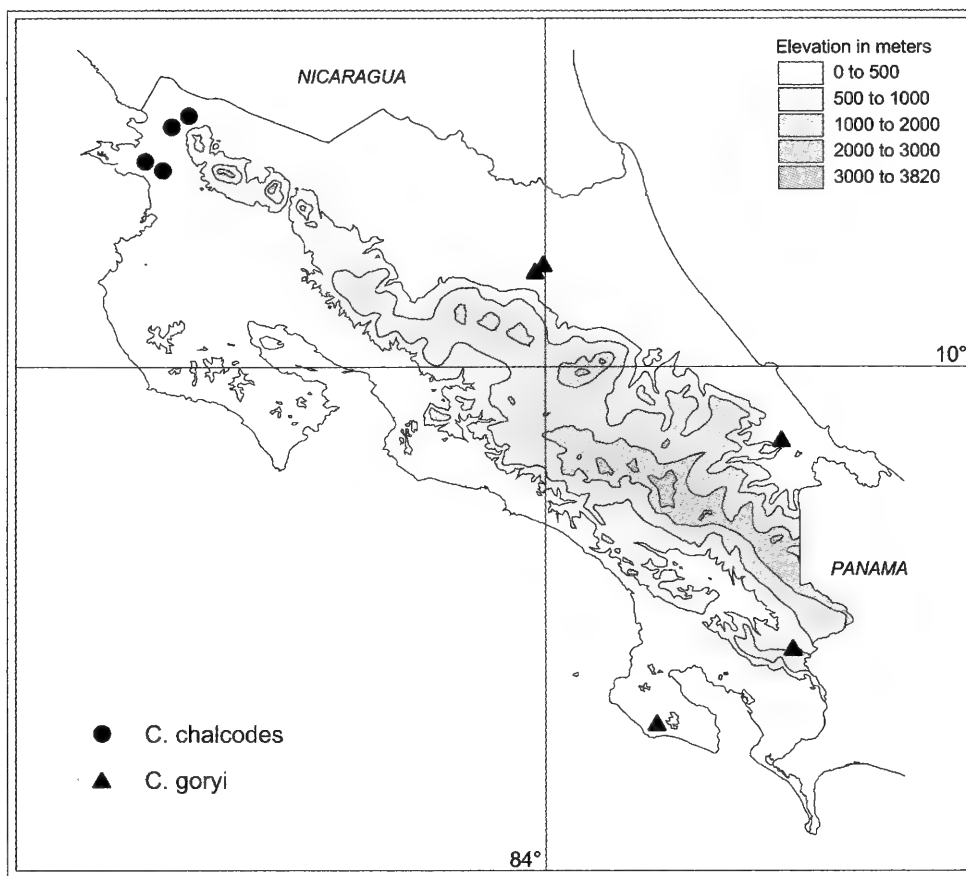 NICARAGUA
Elevation in meters
0 to 500
500 to 1000
1000 to 2000
2000 to 3000
3000 to 3820
10°
PANAMA
C. chalcodes
C. goryi
84°